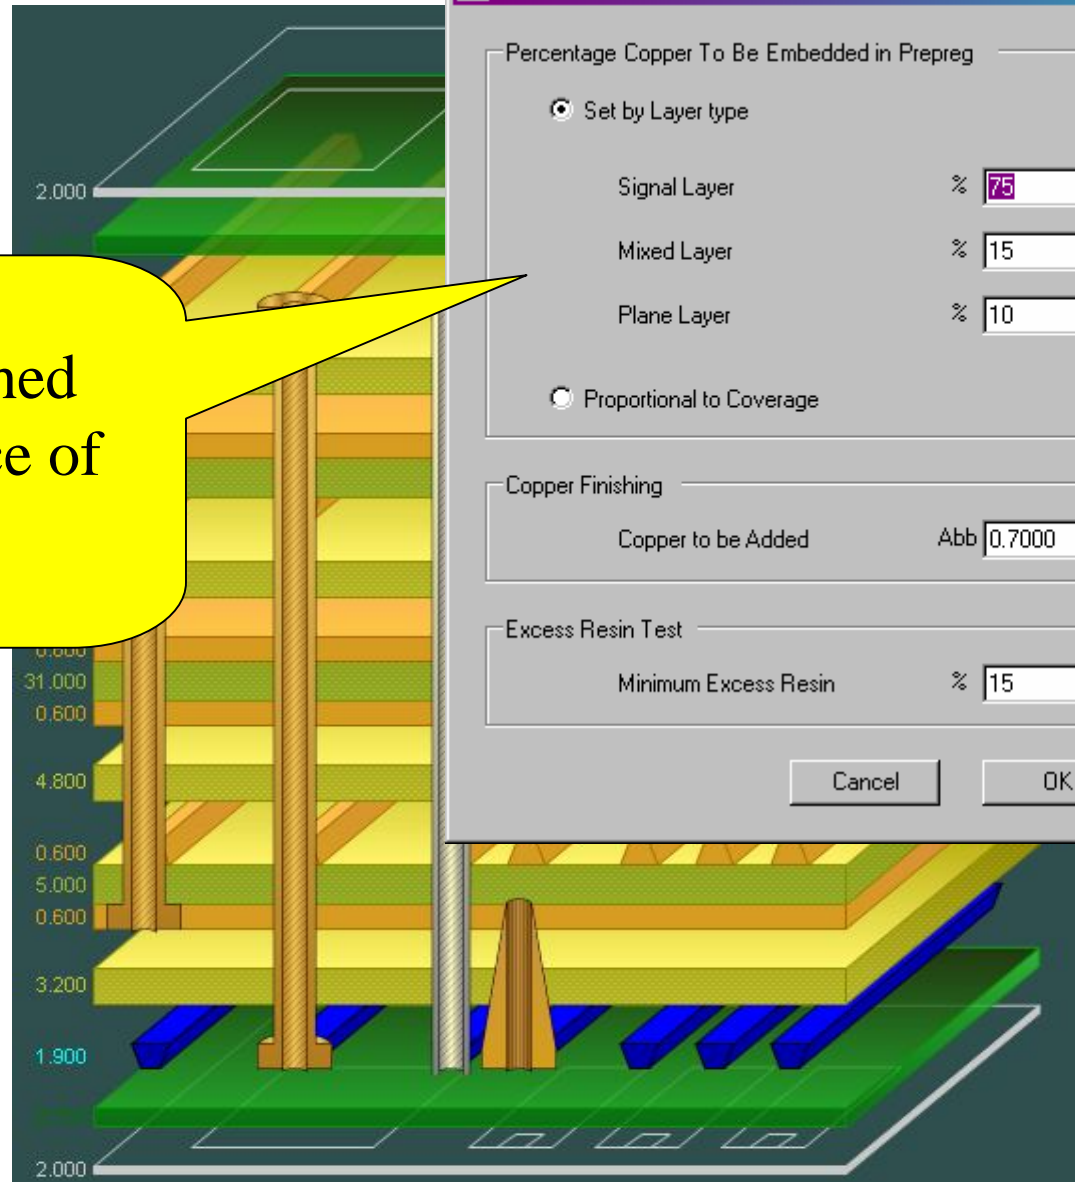 Percentage Copper To Be Embedded in Prepreg
Set by Layer type
2.000
Signal Layer % 75
Mixed Layer % 15
Plane Layer % 10
ned
ce of
Proportional to Coverage
Copper Finishing
Copper to be Added Abb 0.7000
Excess Resin Test
0.600
31.000
Minimum Excess Resin % 15
0.600
4.800
Cancel OK
0.600
5.000
0.600
3.200
1.900
2.000